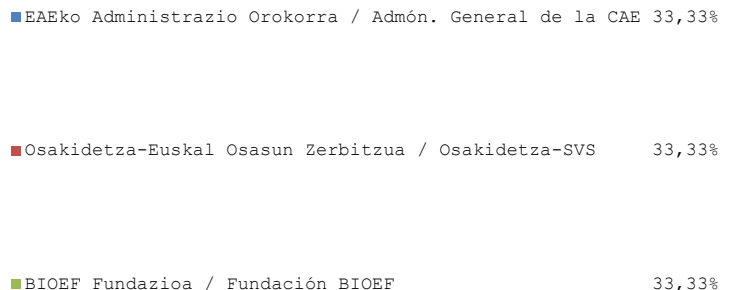 EAEko Administrazio Orokorra / Admón. General de la CAE 33,33%
Osakidetza-Euskal Osasun Zerbitzua / Osakidetza-SVS 33,33%
BIOEF Fundazioa / Fundación BIOEF 33,33%